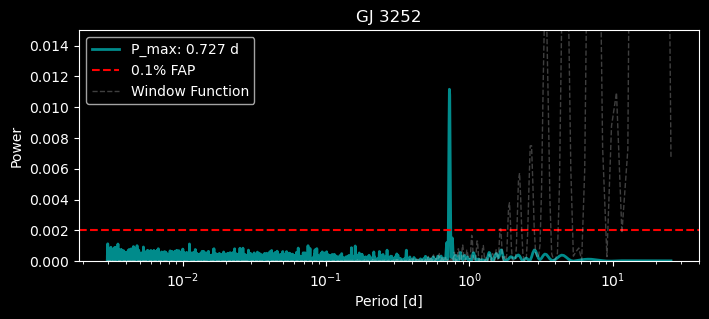 GJ 3252
P_max: 0.727 d
0.1% FAP
Window Function
Power
0.014
0.012
0.010
0.008
0.006
0.004
0.002
0.000
10⁻²
10⁻¹
10⁰
10¹
Period [d]